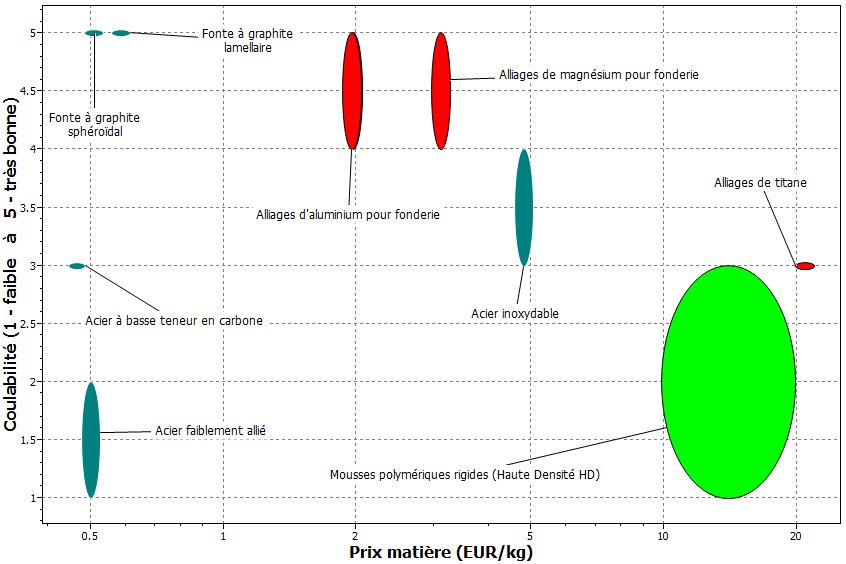 Fonte à graphite
lamellaire
Alliages de magnésium pour fonderie
Fonte à graphite
sphéroïdal
Alliages de titane
Alliages d'aluminium pour fonderie
Acier inoxydable
Acier à basse teneur en carbone
Acier faiblement allié
Mousses polymériques rigides (Haute Densité HD)
Coulabilité (1 - faible à 5 - très bonne)
5
4.5
4
3.5
3
2.5
2
1.5
1
0.5
1
2
5
10
20
Prix matière (EUR/kg)